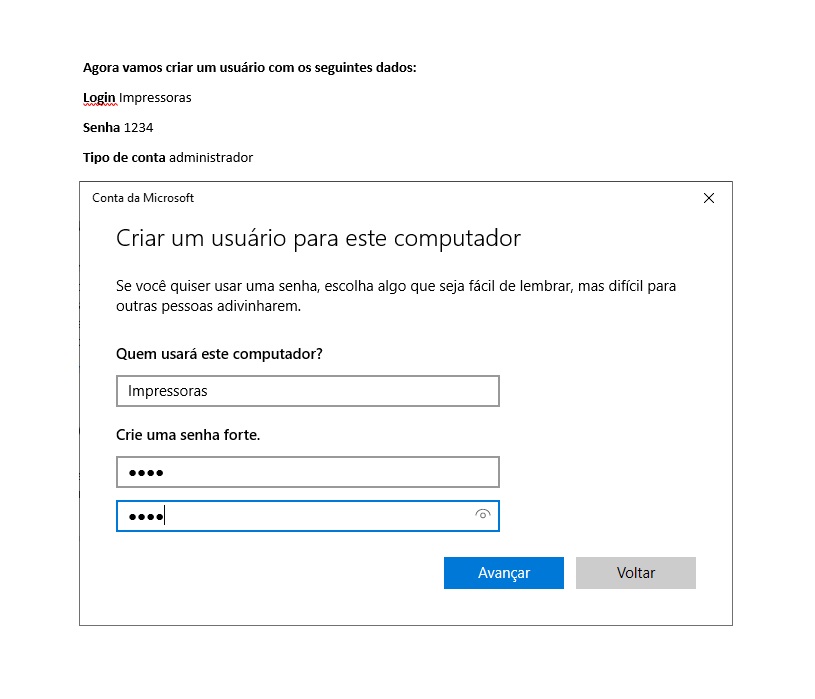 Agora vamos criar um usuário com os seguintes dados:
Login Impressoras
Senha 1234
Tipo de conta administrador
Conta da Microsoft
Criar um usuário para este computador
Se você quiser usar uma senha, escolha algo que seja fácil de lembrar, mas difícil para
outras pessoas adivinharem.
Quem usará este computador?
Impressoras
Crie uma senha forte.
●●●●
●●●●
Avançar
Voltar